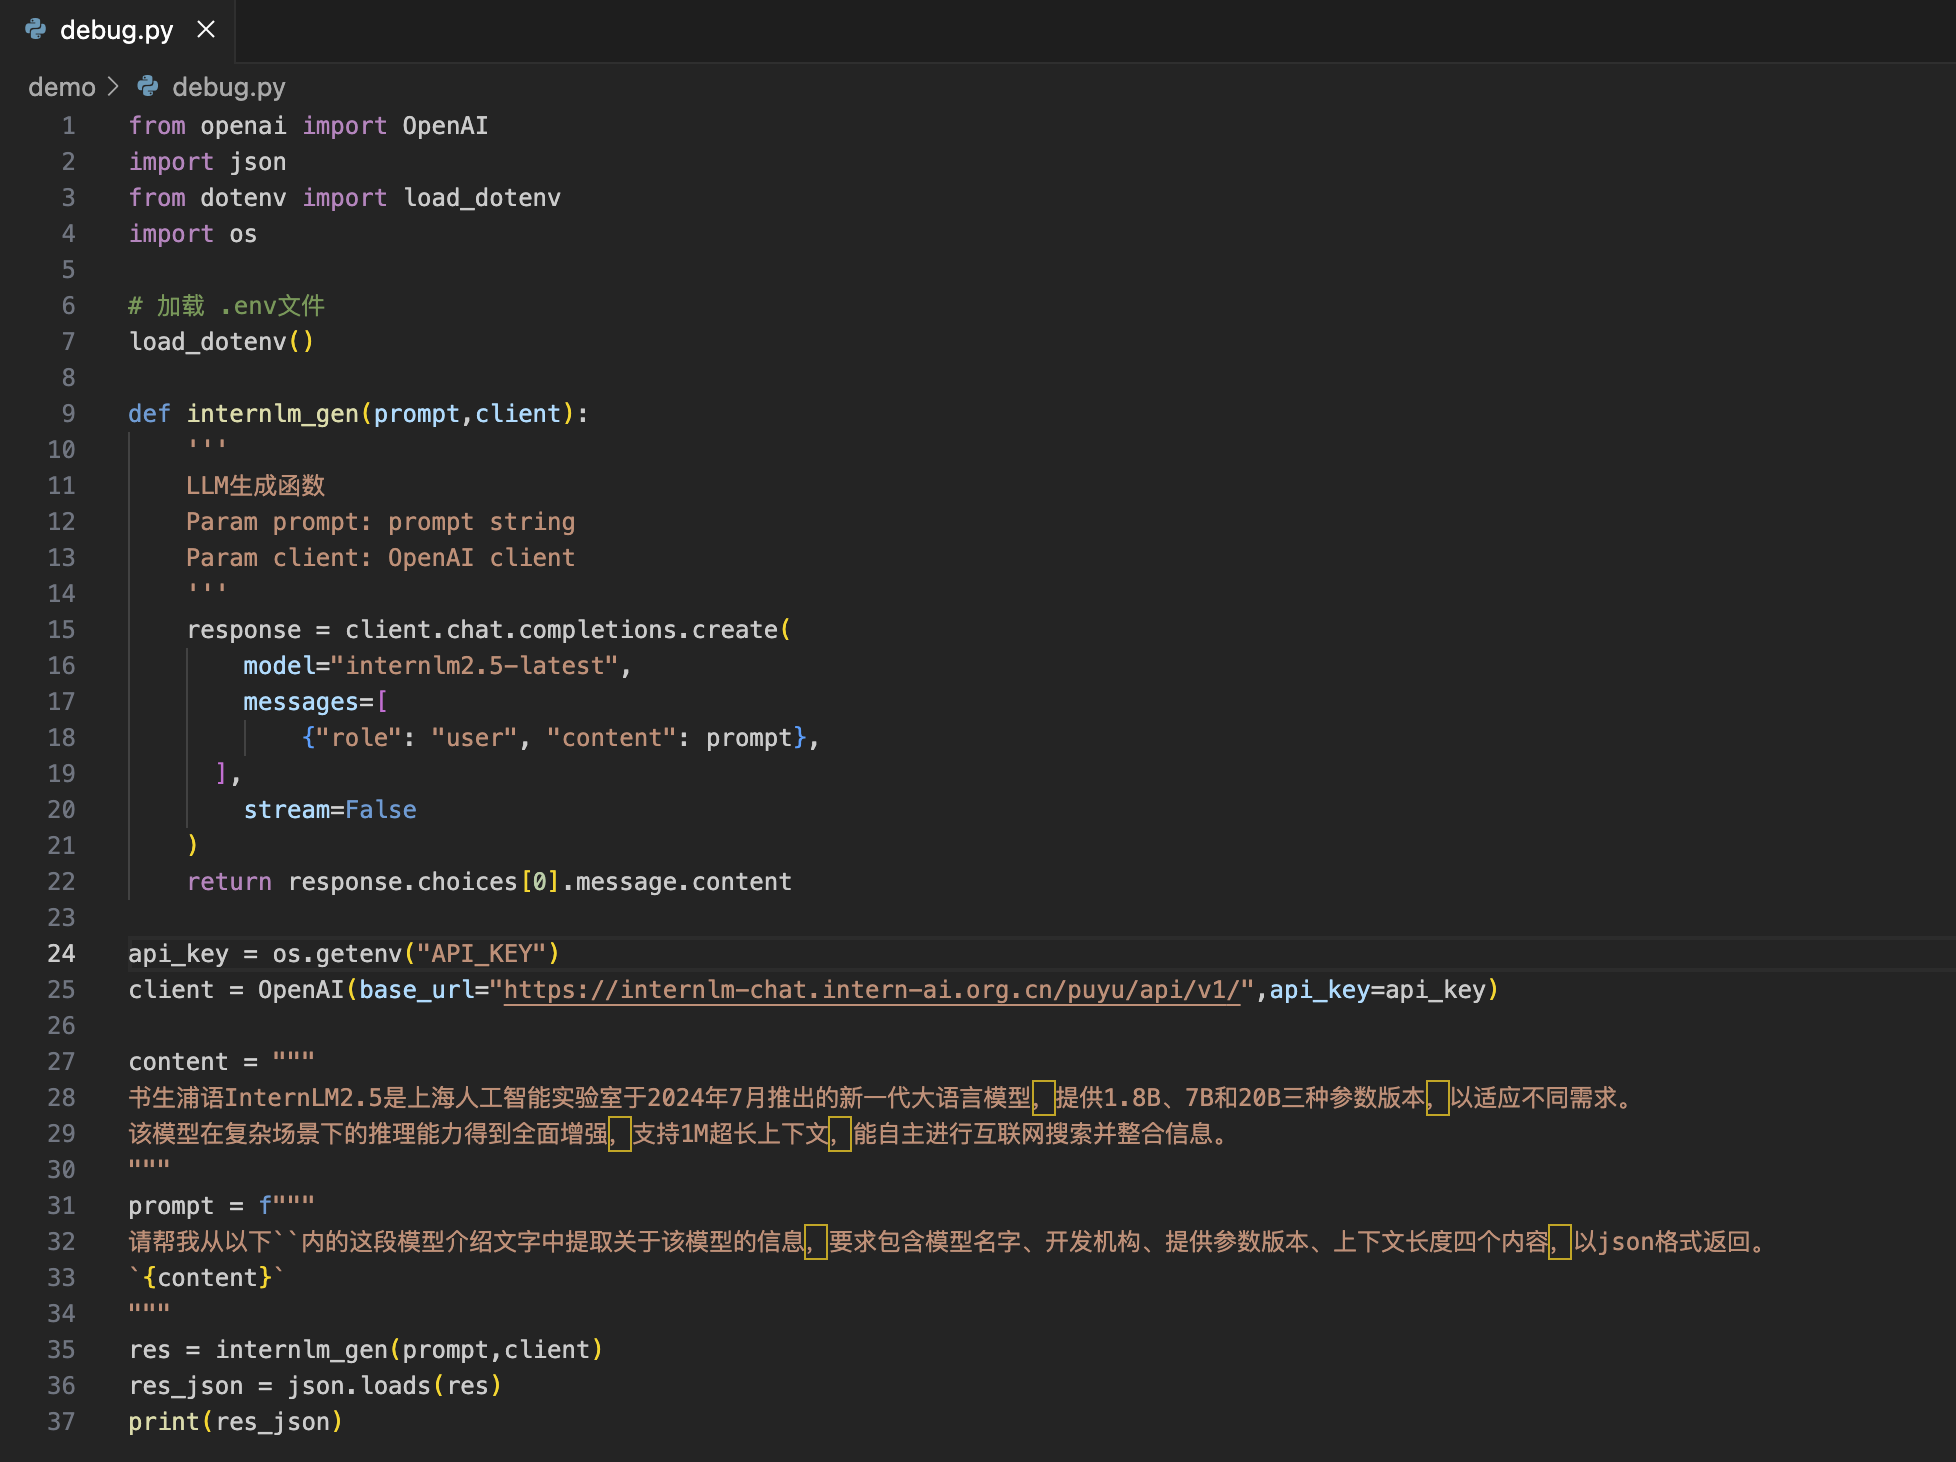 debug.py
demo > debug.py
1 from openai import OpenAI
2 import json
3 from dotenv import load_dotenv
4 import os
5
6 # 加载 .env文件
7 load_dotenv()
8
9 def internlm_gen(prompt,client):
10     '''
11     LLM生成函数
12     Param prompt: prompt string
13     Param client: OpenAI client
14     '''
15     response = client.chat.completions.create(
16         model="internlm2.5-latest",
17         messages=[
18             {"role": "user", "content": prompt},
19       ],
20         stream=False
21     )
22     return response.choices[0].message.content
23
24 api_key = os.getenv("API_KEY")
25 client = OpenAI(base_url="https://internlm-chat.intern-ai.org.cn/puyu/api/v1/",api_key=api_key)
26
27 content = """
28 书生浦语InternLM2.5是上海人工智能实验室于2024年7月推出的新一代大语言模型，提供1.8B、7B和20B三种参数版本，以适应不同需求。
29 该模型在复杂场景下的推理能力得到全面增强，支持1M超长上下文，能自主进行互联网搜索并整合信息。
30 """
31 prompt = f"""
32 请帮我从以下``内的这段模型介绍文字中提取关于该模型的信息，要求包含模型名字、开发机构、提供参数版本、上下文长度四个内容，以json格式返回。
33 `{content}`
34 """
35 res = internlm_gen(prompt,client)
36 res_json = json.loads(res)
37 print(res_json)